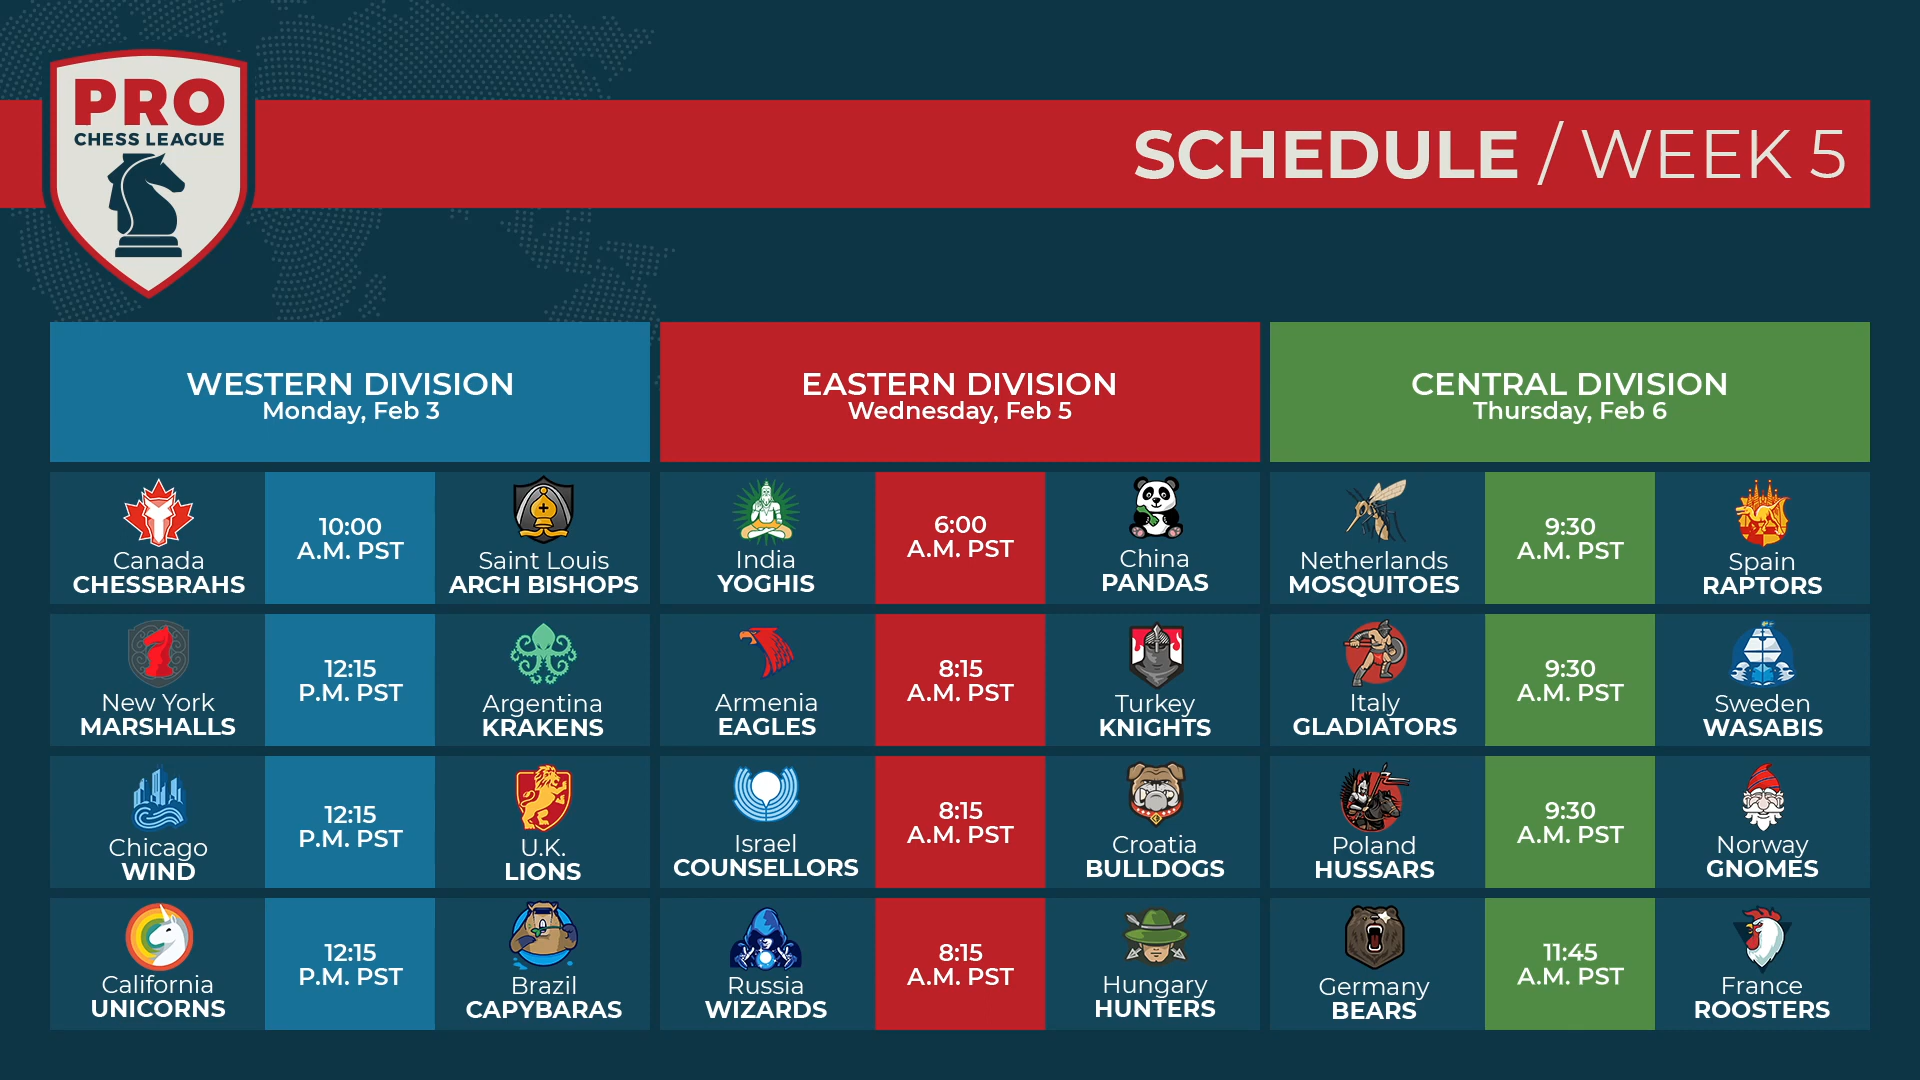 PRO
CHESS LEAGUE
SCHEDULE / WEEK 5
WESTERN DIVISION
Monday, Feb 3
Canada
CHESSBRAHS
10:00
A.M. PST
Saint Louis
ARCH BISHOPS
New York
MARSHALLS
12:15
P.M. PST
Argentina
KRAKENS
Chicago
WIND
12:15
P.M. PST
U.K.
LIONS
California
UNICORNS
12:15
P.M. PST
Brazil
CAPYBARAS
EASTERN DIVISION
Wednesday, Feb 5
India
YOGHIS
6:00
A.M. PST
China
PANDAS
Armenia
EAGLES
8:15
A.M. PST
Turkey
KNIGHTS
Israel
COUNSELLORS
8:15
A.M. PST
Croatia
BULLDOGS
Russia
WIZARDS
8:15
A.M. PST
Hungary
HUNTERS
CENTRAL DIVISION
Thursday, Feb 6
Netherlands
MOSQUITOES
9:30
A.M. PST
Spain
RAPTORS
Italy
GLADIATORS
9:30
A.M. PST
Sweden
WASABIS
Poland
HUSSARS
9:30
A.M. PST
Norway
GNOMES
Germany
BEARS
11:45
A.M. PST
France
ROOSTERS